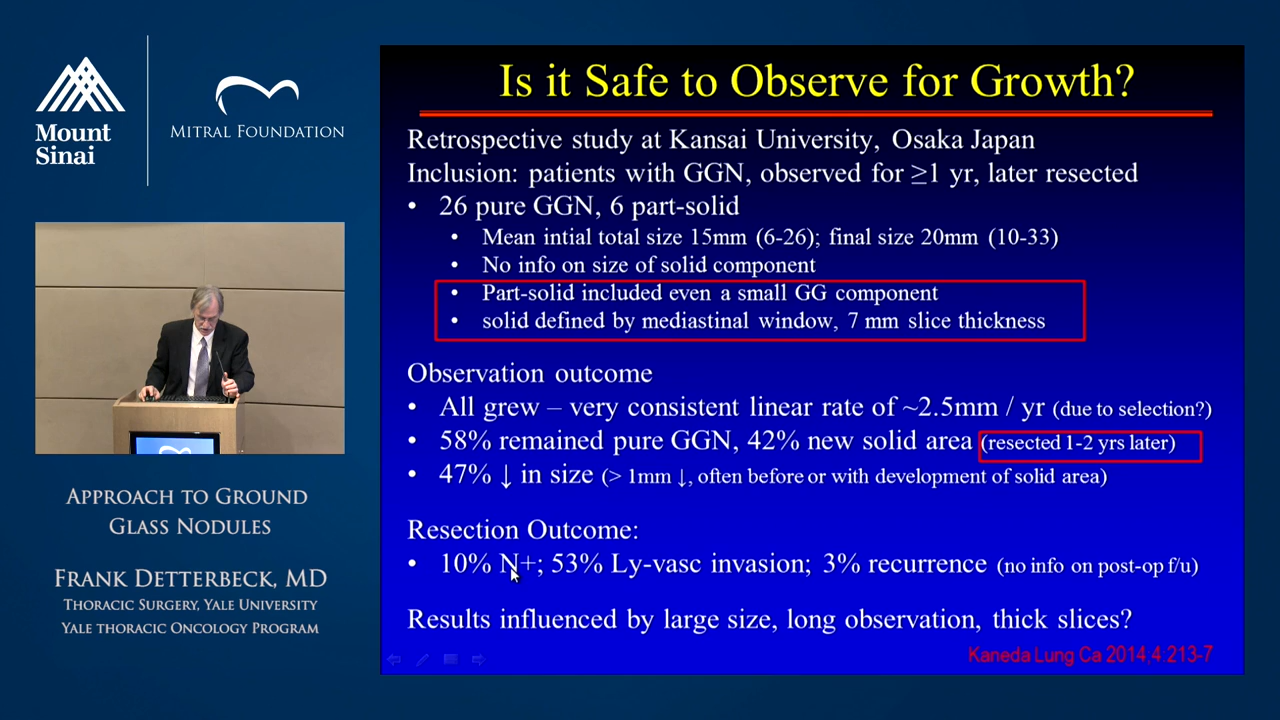 Mount
Sinai
MITRAL FOUNDATION
APPROACH TO GROUND
GLASS NODULES
FRANK DETTERBECK, MD
THORACIC SURGERY, YALE UNIVERSITY
YALE THORACIC ONCOLOGY PROGRAM
Is it Safe to Observe for Growth?
Retrospective study at Kansai University, Osaka Japan
Inclusion: patients with GGN, observed for ≥1 yr, later resected
• 26 pure GGN, 6 part-solid
• Mean intial total size 15mm (6-26); final size 20mm (10-33)
• No info on size of solid component
• Part-solid included even a small GG component
• solid defined by mediastinal window, 7 mm slice thickness
Observation outcome
• All grew – very consistent linear rate of ~2.5mm / yr (due to selection?)
• 58% remained pure GGN, 42% new solid area (resected 1-2 yrs later)
• 47% ↓ in size (> 1mm ↓, often before or with development of solid area)
Resection Outcome:
• 10% N+; 53% Ly-vasc invasion; 3% recurrence (no info on post-op f/u)
Results influenced by large size, long observation, thick slices?
Kaneda Lung Ca 2014,4:213-7